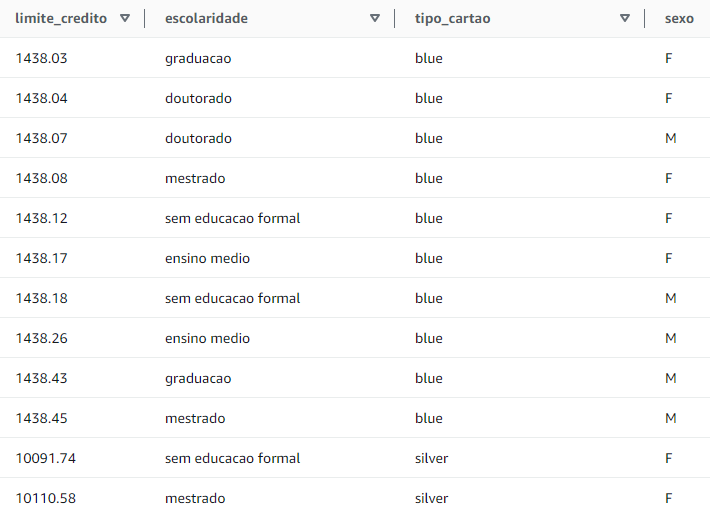 limite_credito escolaridade tipo_cartao sexo
1438.03 graduacao blue F
1438.04 doutorado blue F
1438.07 doutorado blue M
1438.08 mestrado blue F
1438.12 sem educacao formal blue F
1438.17 ensino medio blue F
1438.18 sem educacao formal blue M
1438.26 ensino medio blue M
1438.43 graduacao blue M
1438.45 mestrado blue M
10091.74 sem educacao formal silver F
10110.58 mestrado silver F